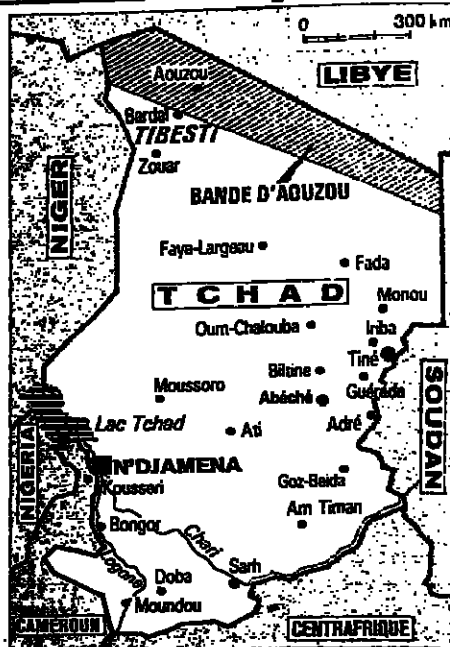 0 300 km
LIBYE
Aouzou
Bardaï
TIBESTI
Zouar
BANDE D'AOUZOU
NIGER
Faya-Largeau
Fada
TCHAD
Monou
Oum-Chalouba
Iriba
Tiné
Biltine
Guéréda
Moussoro
Abéché
SOUDAN
Adré
Lac Tchad
Ati
NIGERIA
N'DJAMENA
Kousseri
Goz-Beïda
Am Timan
Bongor
Chari
Logone
Doba
Sarh
Moundou
CAMEROUN
CENTRAFRIQUE